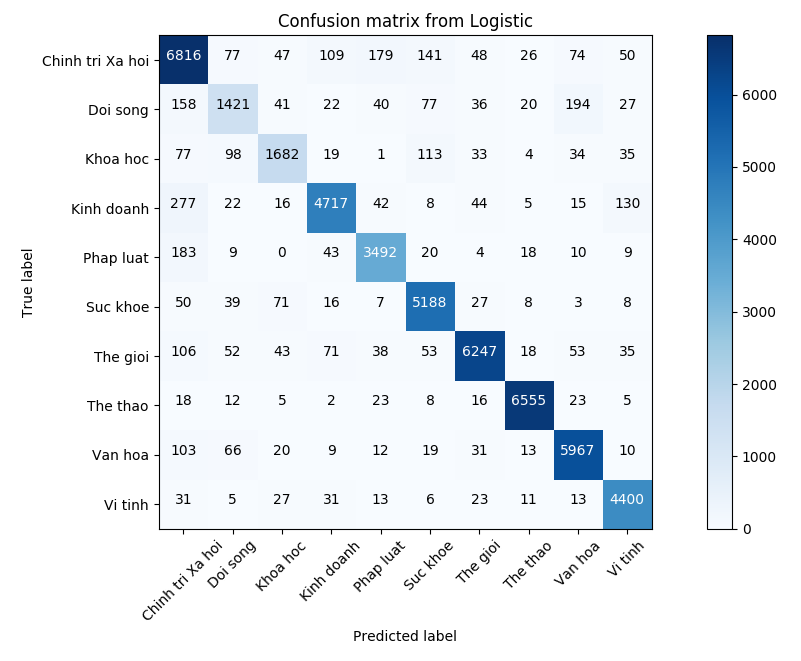 Confusion matrix from Logistic
Chinh tri Xa hoi 6816 77 47 109 179 141 48 26 74 50
Doi song 158 1421 41 22 40 77 36 20 194 27
Khoa hoc 77 98 1682 19 1 113 33 4 34 35
Kinh doanh 277 22 16 4717 42 8 44 5 15 130
Phap luat 183 9 0 43 3492 20 4 18 10 9
Suc khoe 50 39 71 16 7 5188 27 8 3 8
The gioi 106 52 43 71 38 53 6247 18 53 35
The thao 18 12 5 2 23 8 16 6555 23 5
Van hoa 103 66 20 9 12 19 31 13 5967 10
Vi tinh 31 5 27 31 13 6 23 11 13 4400
Chinh tri Xa hoi Doi song Khoa hoc Kinh doanh Phap luat Suc khoe The gioi The thao Van hoa Vi tinh
Predicted label
True label
6000
5000
4000
3000
2000
1000
0